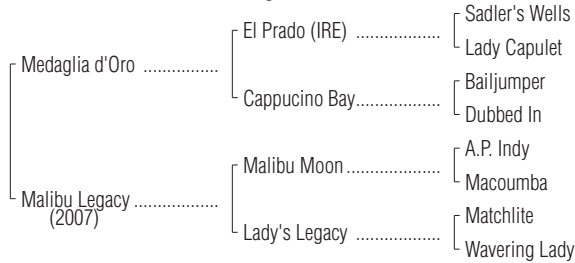 Sadler's Wells
El Prado (IRE) ..................
Lady Capulet
Medaglia d'Oro ................
Bailjumper
Cappucino Bay..................
Dubbed In
A.P. Indy
Malibu Moon ....................
Macoumba
Malibu Legacy ..................
(2007)
Matchlite
Lady's Legacy ..................
Wavering Lady